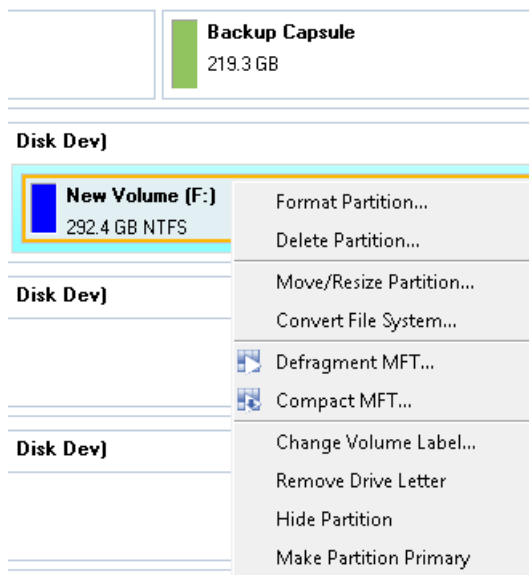 Backup Capsule
219.3 GB
Disk Dev)
New Volume (F:)
292.4 GB NTFS
Format Partition...
Delete Partition...
Move/Resize Partition...
Convert File System...
Defragment MFT...
Compact MFT...
Change Volume Label...
Remove Drive Letter
Hide Partition
Make Partition Primary
Disk Dev)
Disk Dev)